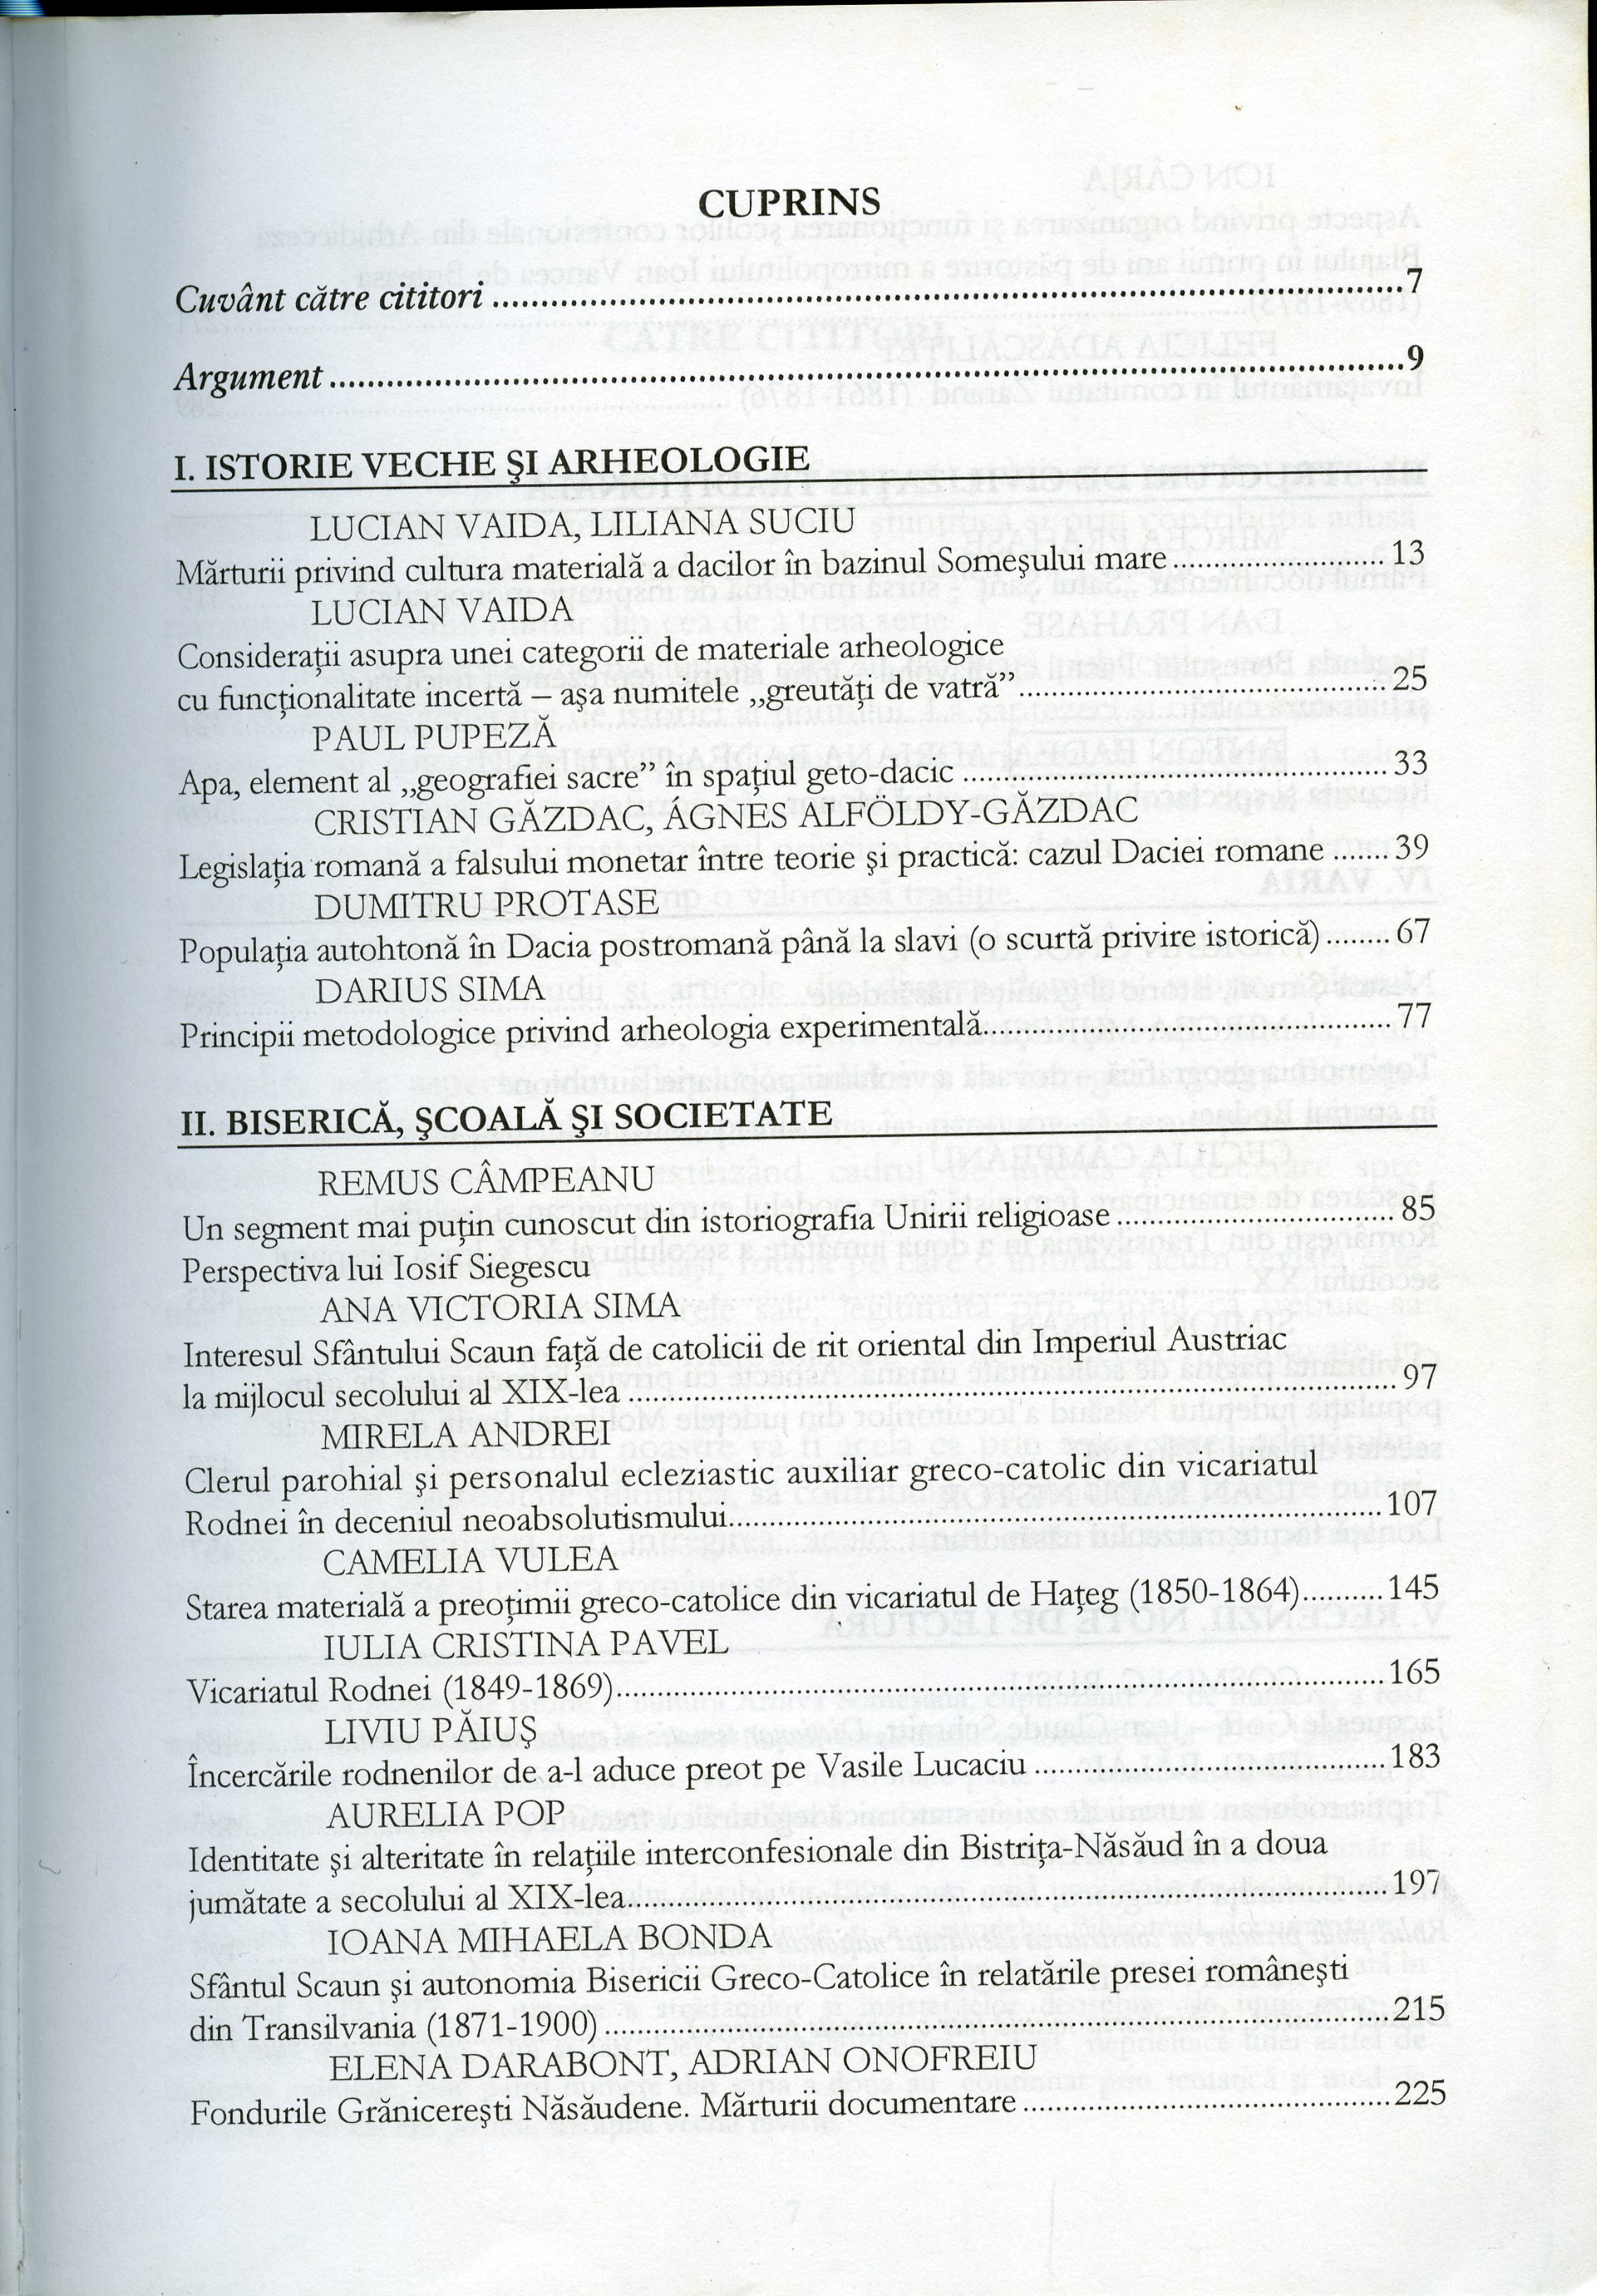 CUPRINS
Cuvânt către cititori ........ 7
Argument ........ 9
I. ISTORIE VECHE ŞI ARHEOLOGIE
LUCIAN VAIDA, LILIANA SUCIU
Mărturii privind cultura materială a dacilor în bazinul Someşului mare ........ 13
LUCIAN VAIDA
Consideraţii asupra unei categorii de materiale arheologice
cu funcţionalitate incertă – aşa numitele „greutăţi de vatră” ........ 25
PAUL PUPEZĂ
Apa, element al „geografiei sacre” în spaţiul geto-dacic ........ 33
CRISTIAN GĂZDAC, ÁGNES ALFÖLDY-GĂZDAC
Legislaţia romană a falsului monetar între teorie şi practică: cazul Daciei romane ....... 39
DUMITRU PROTASE
Populaţia autohtonă în Dacia postromană până la slavi (o scurtă privire istorică) ........ 67
DARIUS SIMA
Principii metodologice privind arheologia experimentală ........ 77
II. BISERICĂ, ŞCOALĂ ŞI SOCIETATE
REMUS CÂMPEANU
Un segment mai puţin cunoscut din istoriografia Unirii religioase ........ 85
Perspectiva lui Iosif Siegescu
ANA VICTORIA SIMA
Interesul Sfântului Scaun faţă de catolicii de rit oriental din Imperiul Austriac
la mijlocul secolului al XIX-lea ........ 97
MIRELA ANDREI
Clerul parohial şi personalul ecleziastic auxiliar greco-catolic din vicariatul
Rodnei în deceniul neoabsolutismului ........ 107
CAMELIA VULEA
Starea materială a preoţimii greco-catolice din vicariatul de Haţeg (1850-1864) .......... 145
IULIA CRISTINA PAVEL
Vicariatul Rodnei (1849-1869) ........ 165
LIVIU PĂIUŞ
Încercările rodnenilor de a-l aduce preot pe Vasile Lucaciu ........ 183
AURELIA POP
Identitate şi alteritate în relaţiile interconfesionale din Bistriţa-Năsăud în a doua
jumătate a secolului al XIX-lea ........ 197
IOANA MIHAELA BONDA
Sfântul Scaun şi autonomia Bisericii Greco-Catolice în relatările presei româneşti
din Transilvania (1871-1900) ........ 215
ELENA DARABONT, ADRIAN ONOFREIU
Fondurile Grănicereşti Năsăudene. Mărturii documentare ........ 225